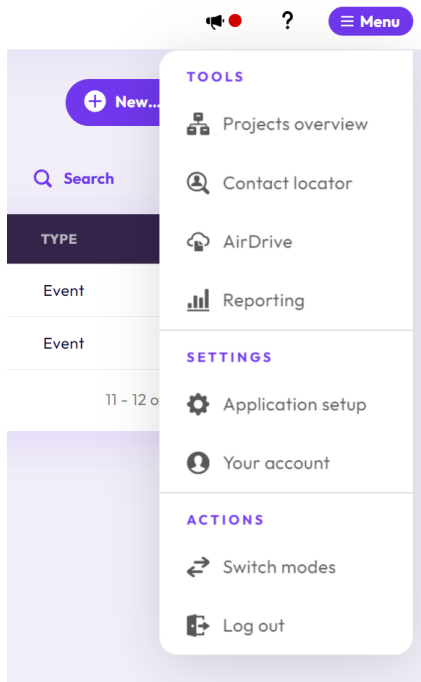 ?
Menu
TOOLS
New...
Projects overview
Search
Contact locator
TYPE
AirDrive
Event
Reporting
Event
SETTINGS
11 - 12 o
Application setup
Your account
ACTIONS
Switch modes
Log out